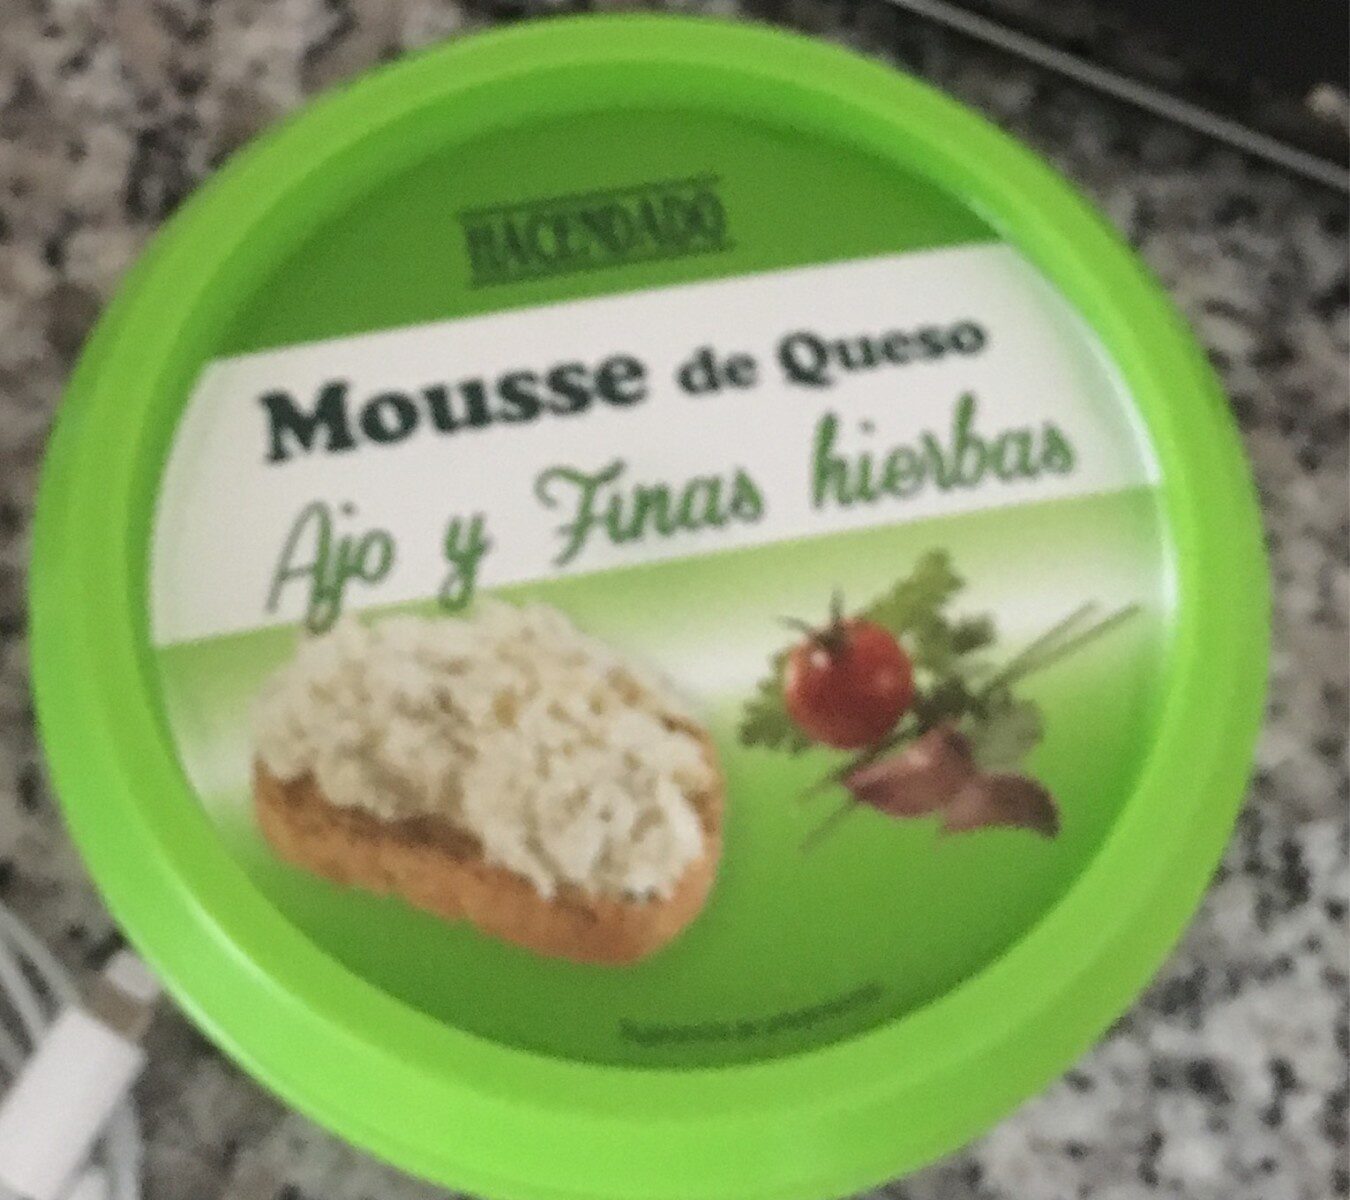 HACENDADO
Mousse de Queso
Ajo y Finas hierbas